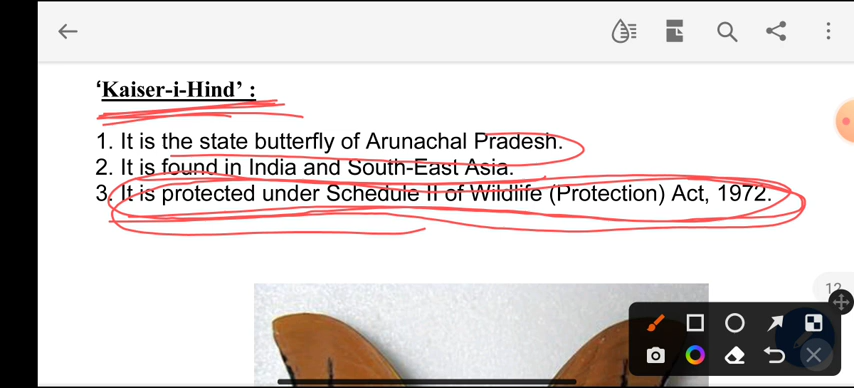 ‘Kaiser-i-Hind’ :
1. It is the state butterfly of Arunachal Pradesh.
2. It is found in India and South-East Asia.
3. It is protected under Schedule II of Wildlife (Protection) Act, 1972.
12